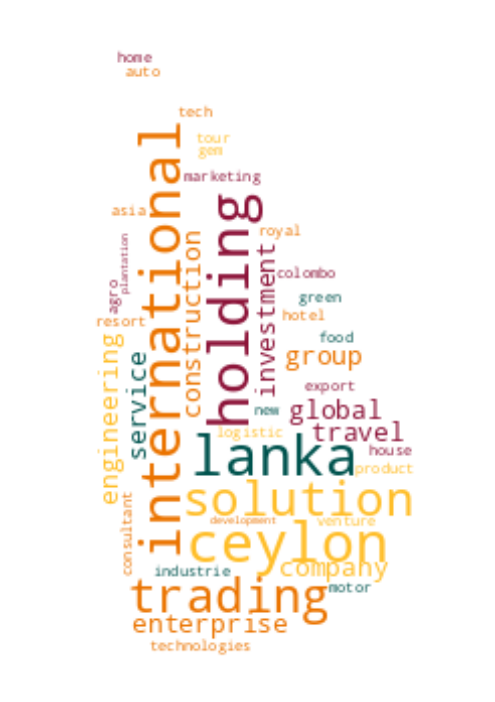 home
auto
tech
tour
gem
marketing
asia
international
holding
royal
plantation
construction
investment
colombo
agro
green
resort
hotel
engineering
food
service
group
export
new
global
logistic
travel
lanka
house
product
solution
consultant
development
venture
ceylon
company
industrie
motor
trading
enterprise
technologies